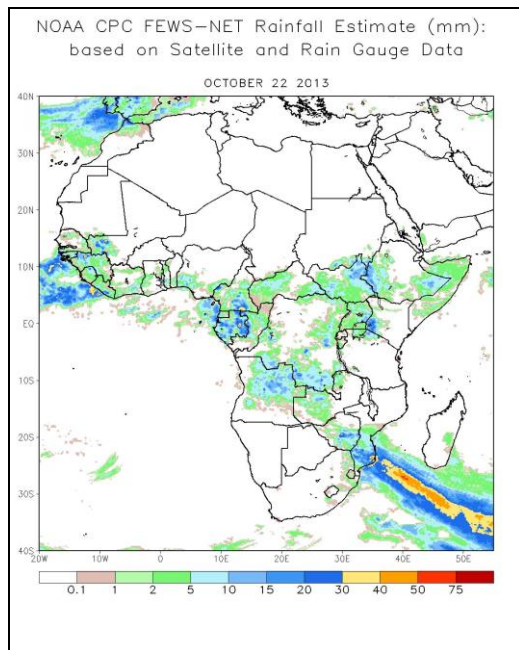 NOAA CPC FEWS-NET Rainfall Estimate (mm):
based on Satellite and Rain Gauge Data
OCTOBER 22 2013
40N
30N
20N
10N
EQ
10S
20S
30S
40S
20W 10W 0 10E 20E 30E 40E 50E
0.1 1 2 5 10 15 20 30 40 50 75